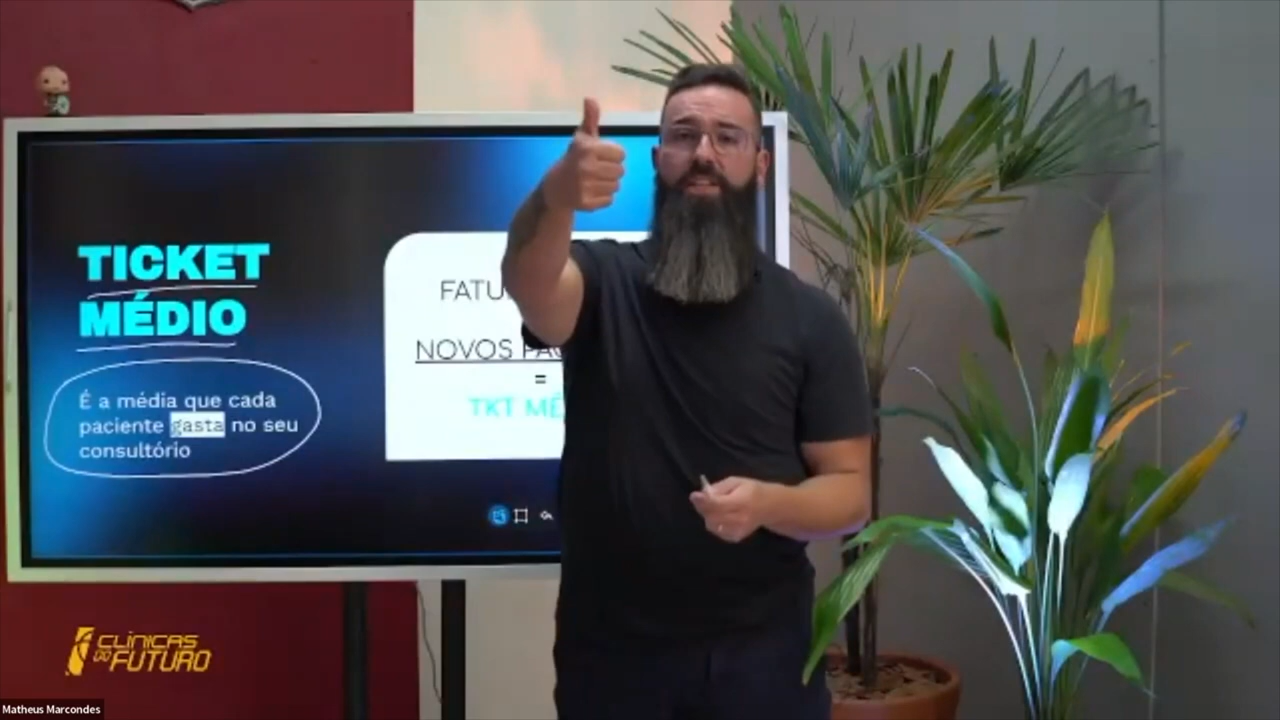 TICKET
MÉDIO
É a média que cada
paciente gasta no seu
consultório
FATU
NOVOS PAC
=
TKT MÉ
CLÍNICAS
DO FUTURO
Matheus Marcondes